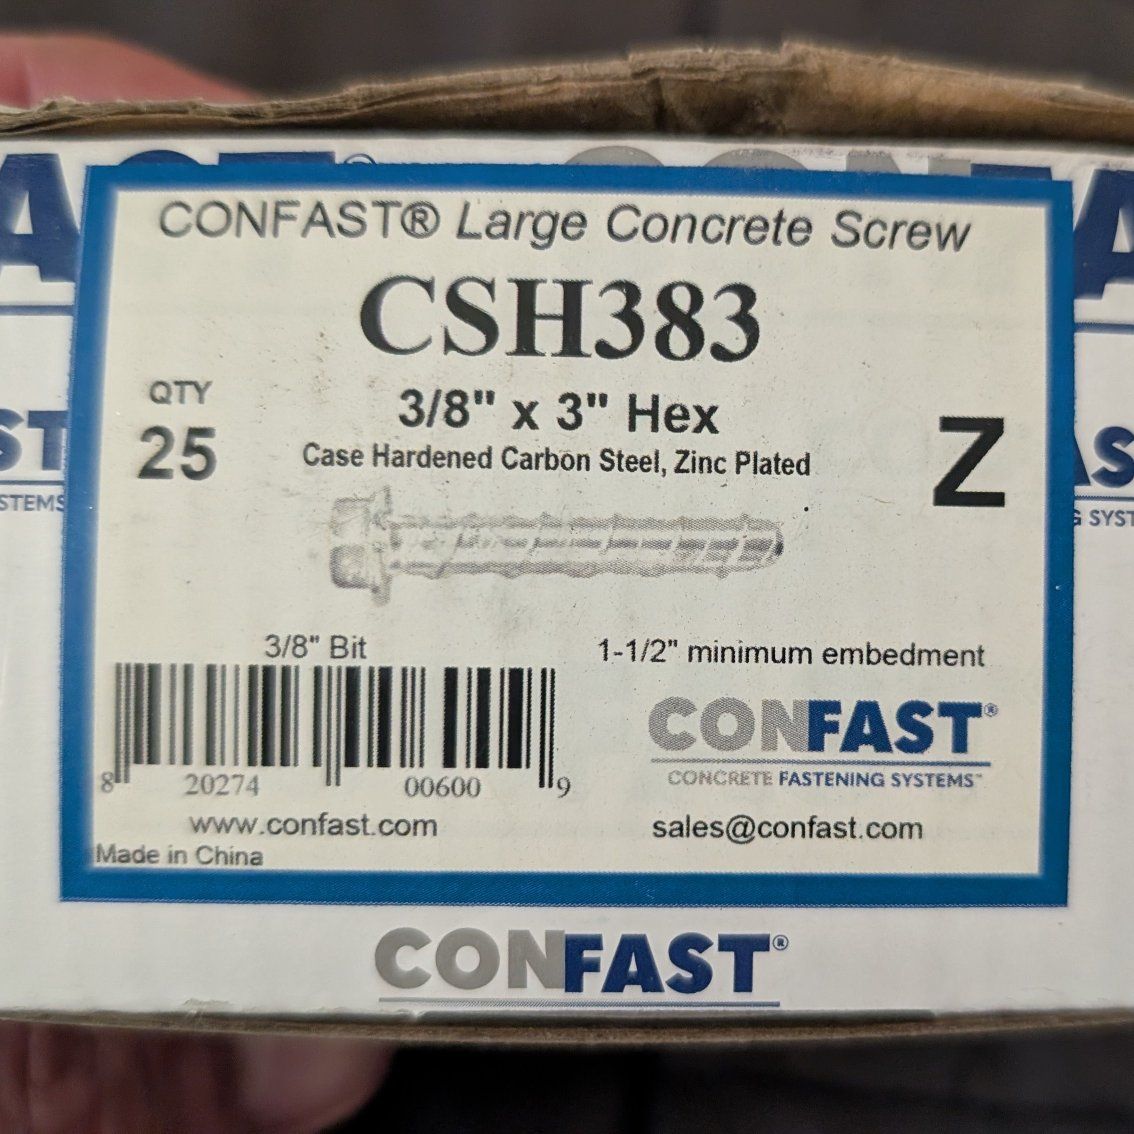 CONFAST® Large Concrete Screw
CSH383
QTY
25
3/8" x 3" Hex
Case Hardened Carbon Steel, Zinc Plated
Z
3/8" Bit
1-1/2" minimum embedment
8 20274 00600 9
CONFAST®
CONCRETE FASTENING SYSTEMS™
www.confast.com
sales@confast.com
Made in China
CONFAST®